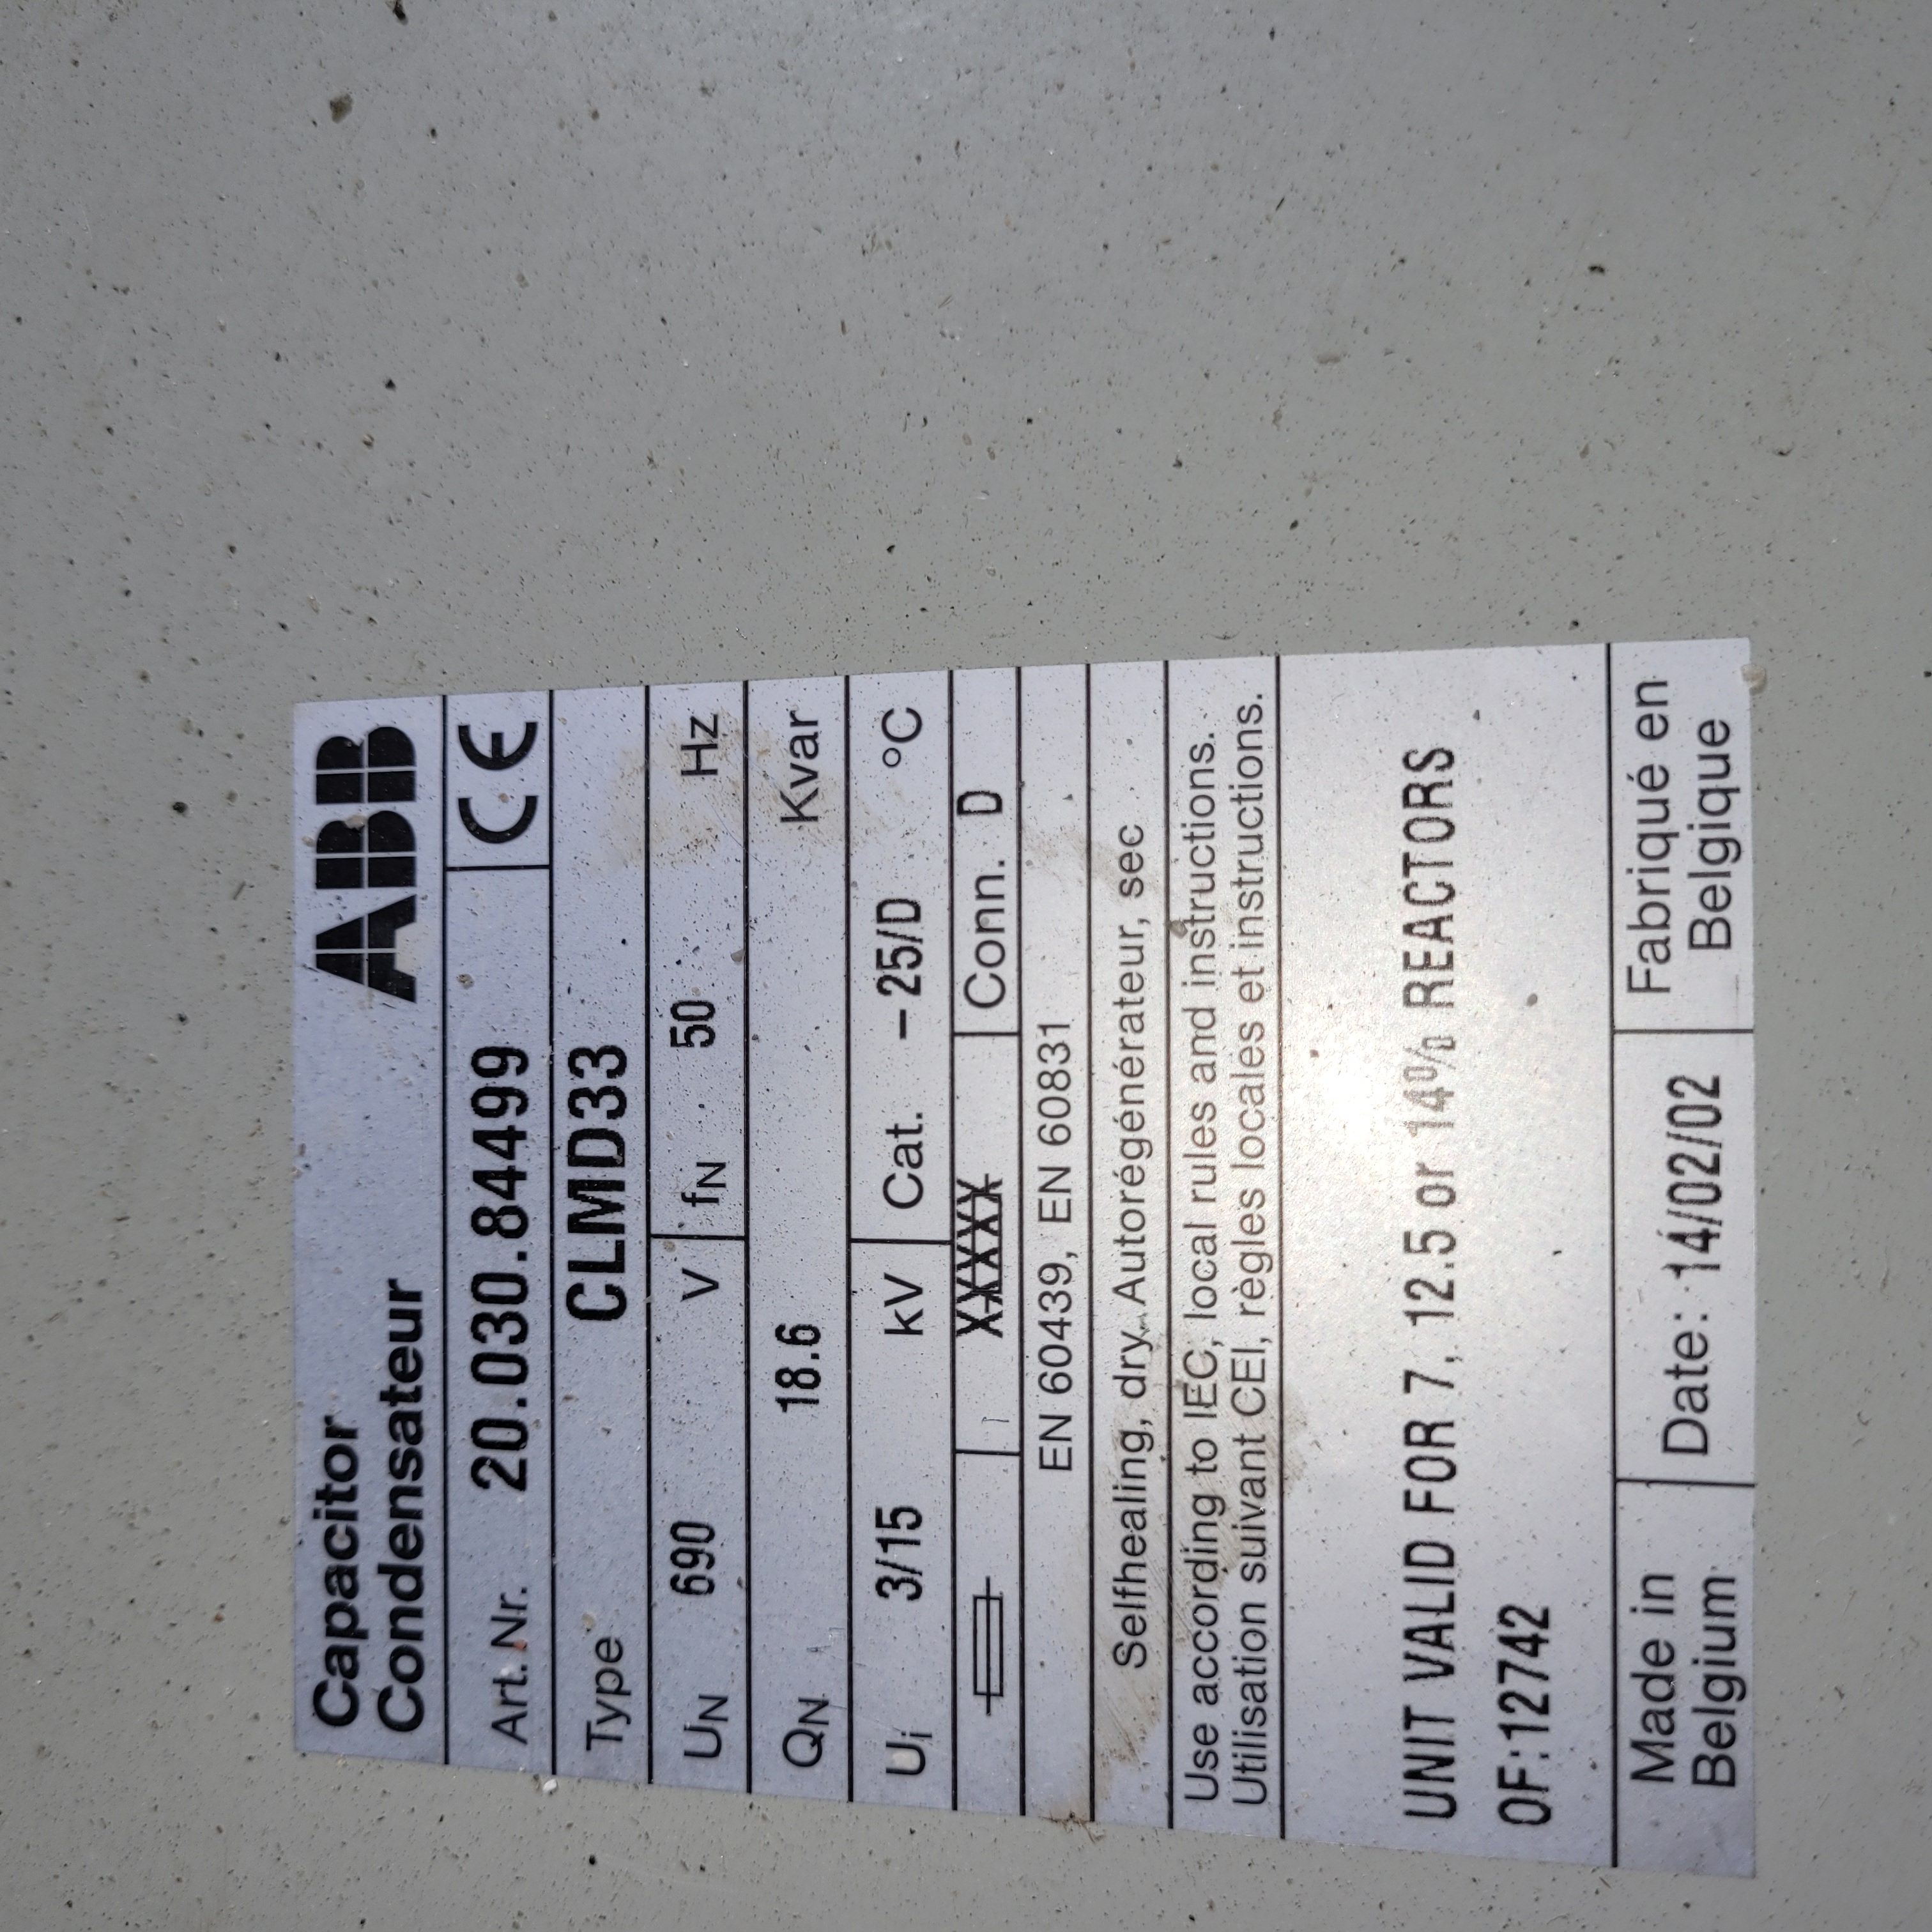 Capacitor
Condensateur
ABB
Art. Nr. 20.030.84499 CE
Type CLMD33
UN 690 V fN 50 Hz
QN 18.6 Kvar
Ui 3/15 kV Cat. -25/D °C
XXXXX Conn. D
EN 60439, EN 60831
Selfhealing, dry. Autorégénérateur, sec
Use according to IEC, local rules and instructions.
Utilisation suivant CEI, règles locales et instructions.
UNIT VALID FOR 7, 12.5 or 14% REACTORS
OF:12742
Made in
Belgium
Date: 14/02/02
Fabriqué en
Belgique